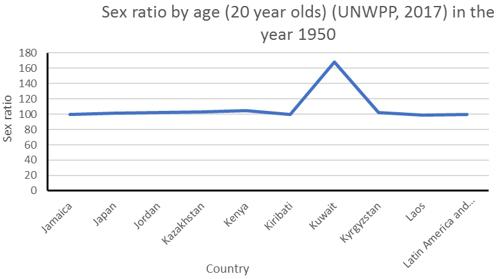 Sex ratio by age (20 year olds) (UNWPP, 2017) in the
year 1950
180
160
140
120
100
80
60
40
20
0
Sex ratio
Jamaica
Japan
Jordan
Kazakhstan
Kenya
Kiribati
Kuwait
Kyrgyzstan
Laos
Latin America and...
Country